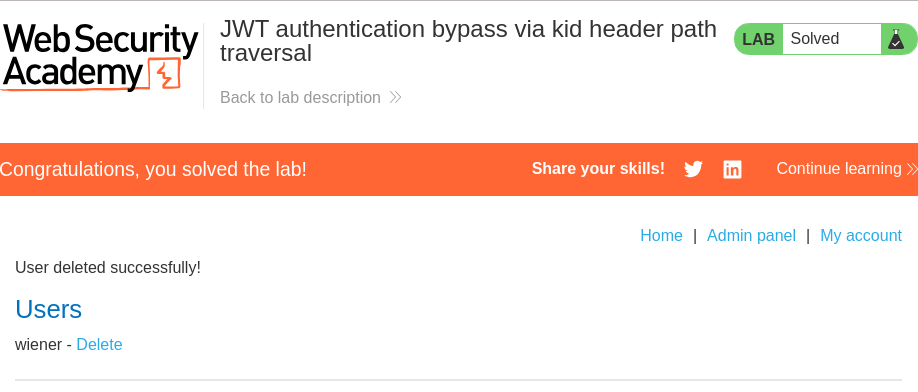 Web Security
Academy
JWT authentication bypass via kid header path
traversal
Back to lab description
LAB Solved
Congratulations, you solved the lab!
Share your skills!
Continue learning
Home | Admin panel | My account
User deleted successfully!
Users
wiener - Delete